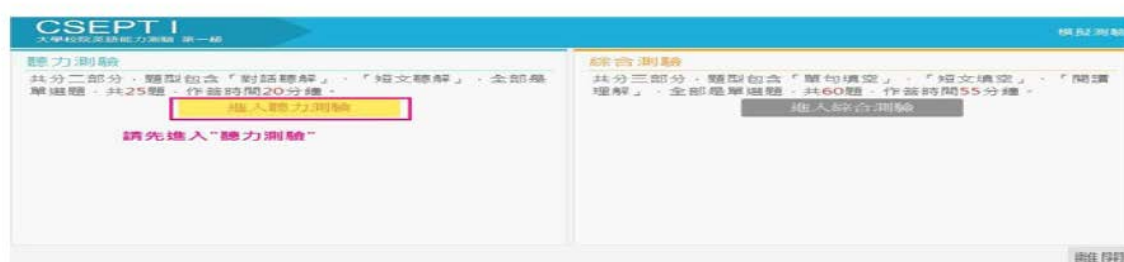 CSEPT I
大學校院英語能力測驗 第一級
模擬測驗
聽力測驗
共分二部分，題型包含「對話聽解」、「短文聽解」，全部是
單選題，共25題，作答時間20分鐘。
進入聽力測驗
請先進入"聽力測驗"
綜合測驗
共分三部分，題型包含「單句填空」、「短文填空」、「閱讀
理解」，全部是單選題，共60題，作答時間55分鐘。
進入綜合測驗
離開